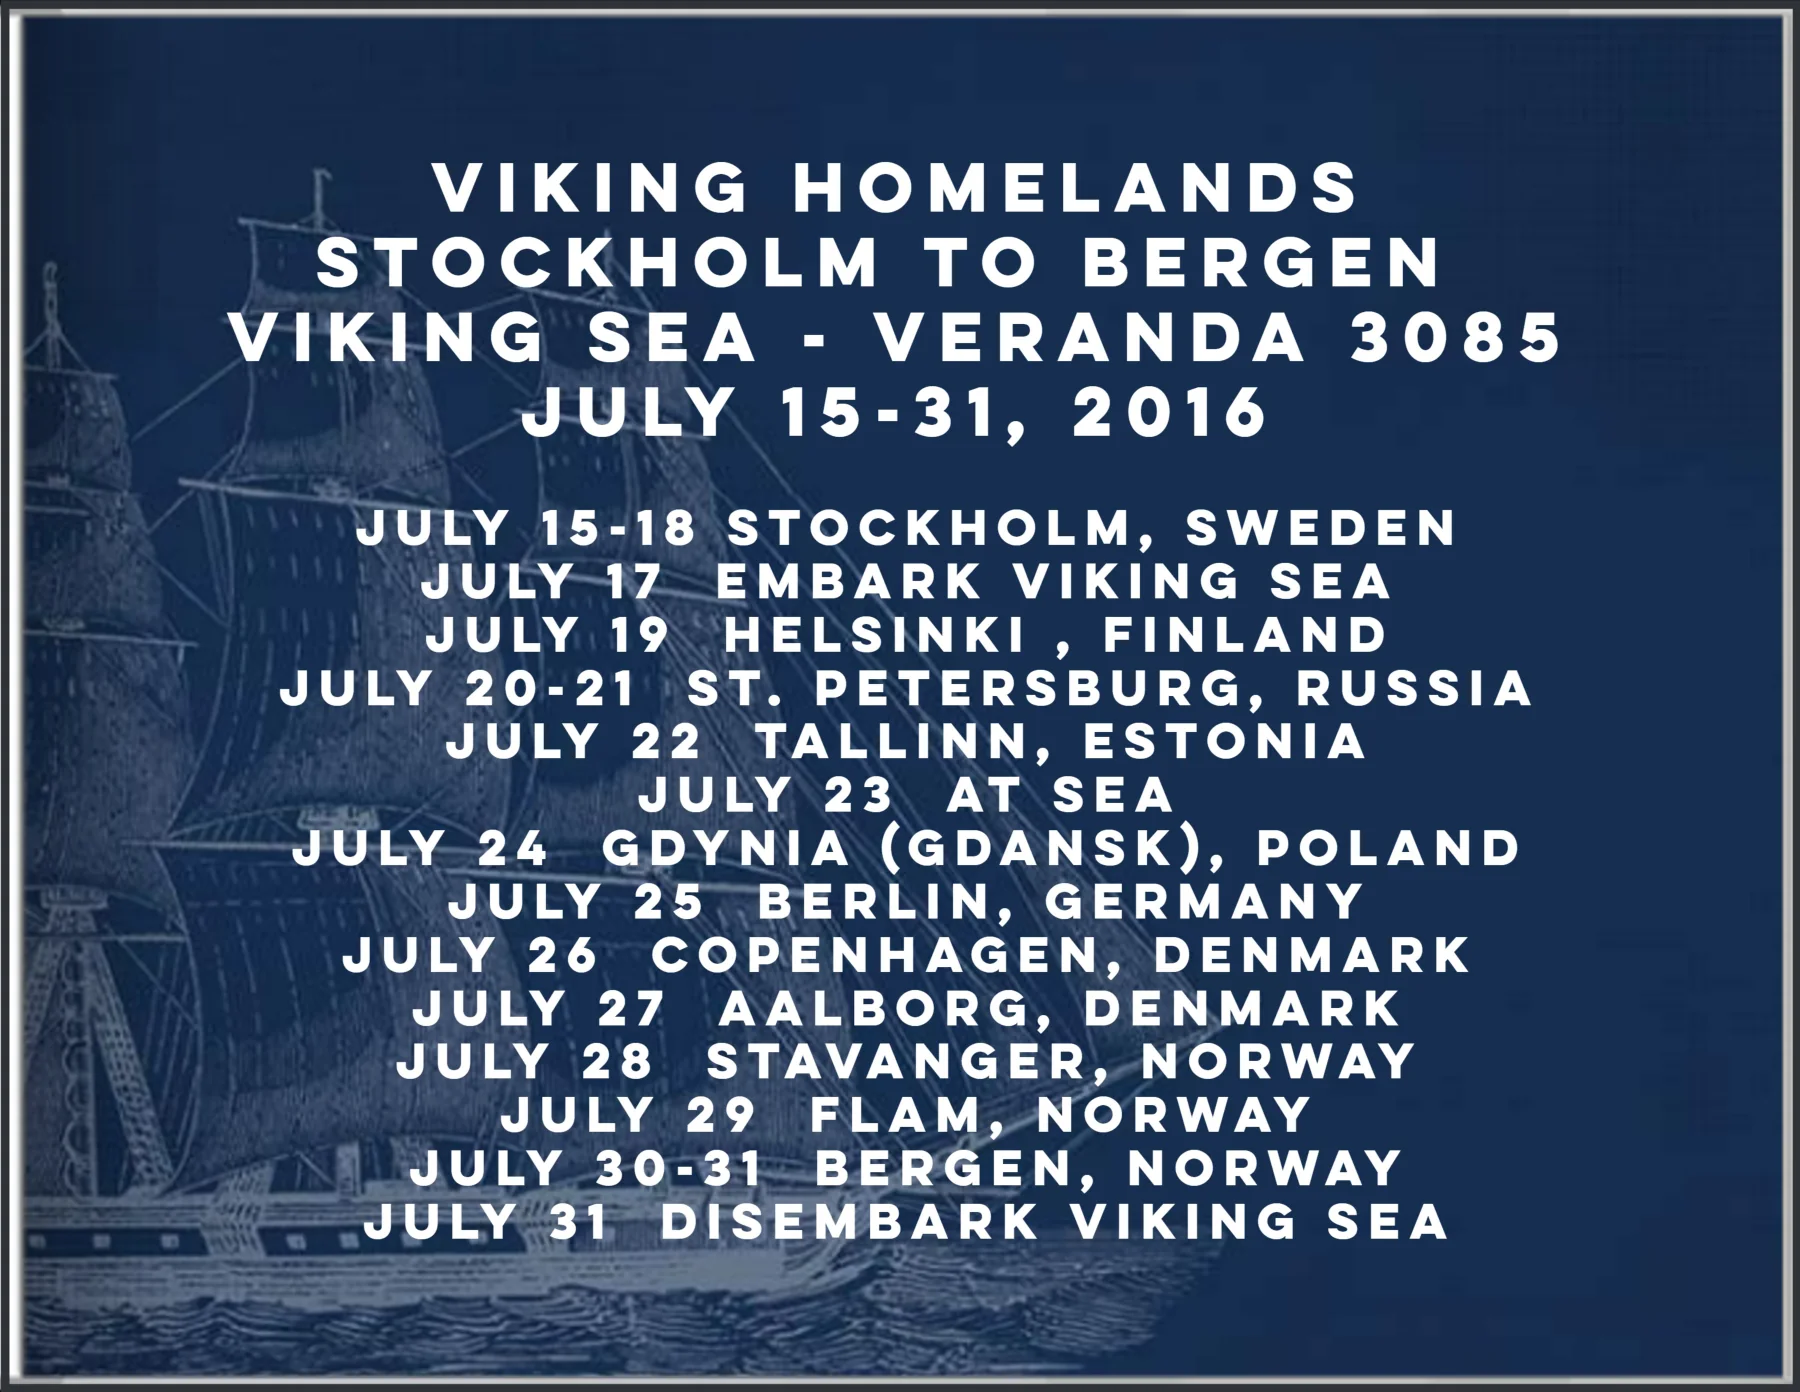 VIKING HOMELANDS
STOCKHOLM TO BERGEN
VIKING SEA - VERANDA 3085
JULY 15-31, 2016
JULY 15-18 STOCKHOLM, SWEDEN
JULY 17 EMBARK VIKING SEA
JULY 19 HELSINKI , FINLAND
JULY 20-21 ST. PETERSBURG, RUSSIA
JULY 22 TALLINN, ESTONIA
JULY 23 AT SEA
JULY 24 GDYNIA (GDANSK), POLAND
JULY 25 BERLIN, GERMANY
JULY 26 COPENHAGEN, DENMARK
JULY 27 AALBORG, DENMARK
JULY 28 STAVANGER, NORWAY
JULY 29 FLAM, NORWAY
JULY 30-31 BERGEN, NORWAY
JULY 31 DISEMBARK VIKING SEA